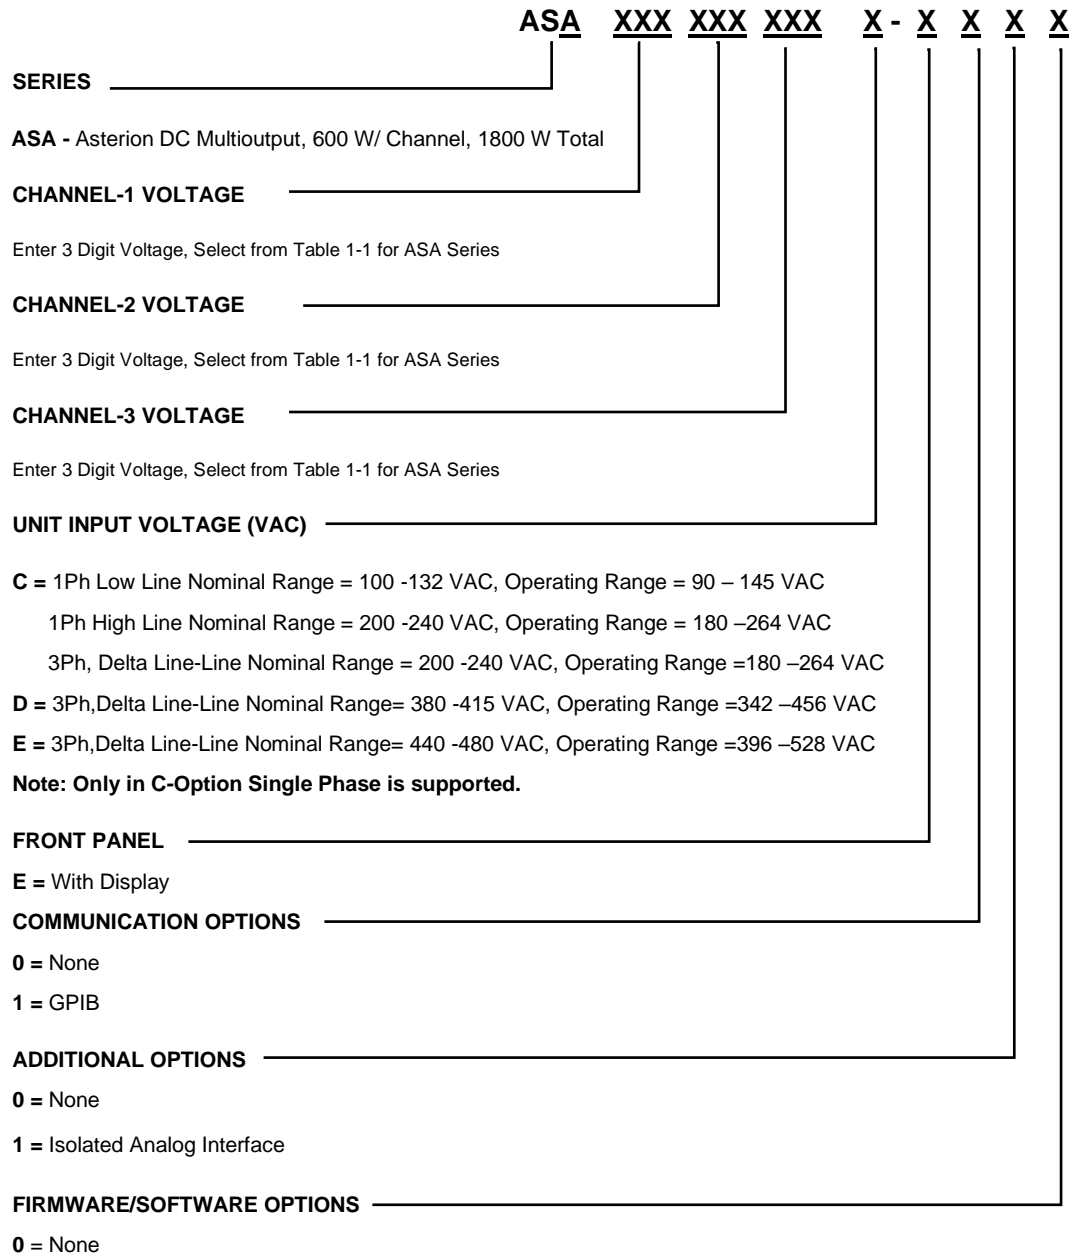 ASA XXX XXX XXX X - X X X X
SERIES
ASA - Asterion DC Multioutput, 600 W/ Channel, 1800 W Total
CHANNEL-1 VOLTAGE
Enter 3 Digit Voltage, Select from Table 1-1 for ASA Series
CHANNEL-2 VOLTAGE
Enter 3 Digit Voltage, Select from Table 1-1 for ASA Series
CHANNEL-3 VOLTAGE
Enter 3 Digit Voltage, Select from Table 1-1 for ASA Series
UNIT INPUT VOLTAGE (VAC)
C = 1Ph Low Line Nominal Range = 100 -132 VAC, Operating Range = 90 – 145 VAC
1Ph High Line Nominal Range = 200 -240 VAC, Operating Range = 180 –264 VAC
3Ph, Delta Line-Line Nominal Range = 200 -240 VAC, Operating Range =180 –264 VAC
D = 3Ph,Delta Line-Line Nominal Range= 380 -415 VAC, Operating Range =342 –456 VAC
E = 3Ph,Delta Line-Line Nominal Range= 440 -480 VAC, Operating Range =396 –528 VAC
Note: Only in C-Option Single Phase is supported.
FRONT PANEL
E = With Display
COMMUNICATION OPTIONS
0 = None
1 = GPIB
ADDITIONAL OPTIONS
0 = None
1 = Isolated Analog Interface
FIRMWARE/SOFTWARE OPTIONS
0 = None